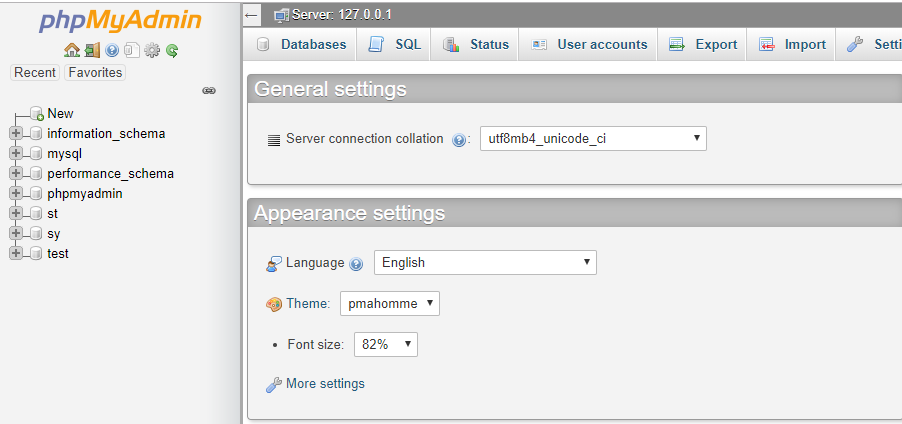 phpMyAdmin
Recent Favorites
New
information_schema
mysql
performance_schema
phpmyadmin
st
sy
test
Server: 127.0.0.1
Databases SQL Status User accounts Export Import Setti
General settings
Server connection collation : utf8mb4_unicode_ci
Appearance settings
Language English
Theme: pmahomme
Font size: 82%
More settings